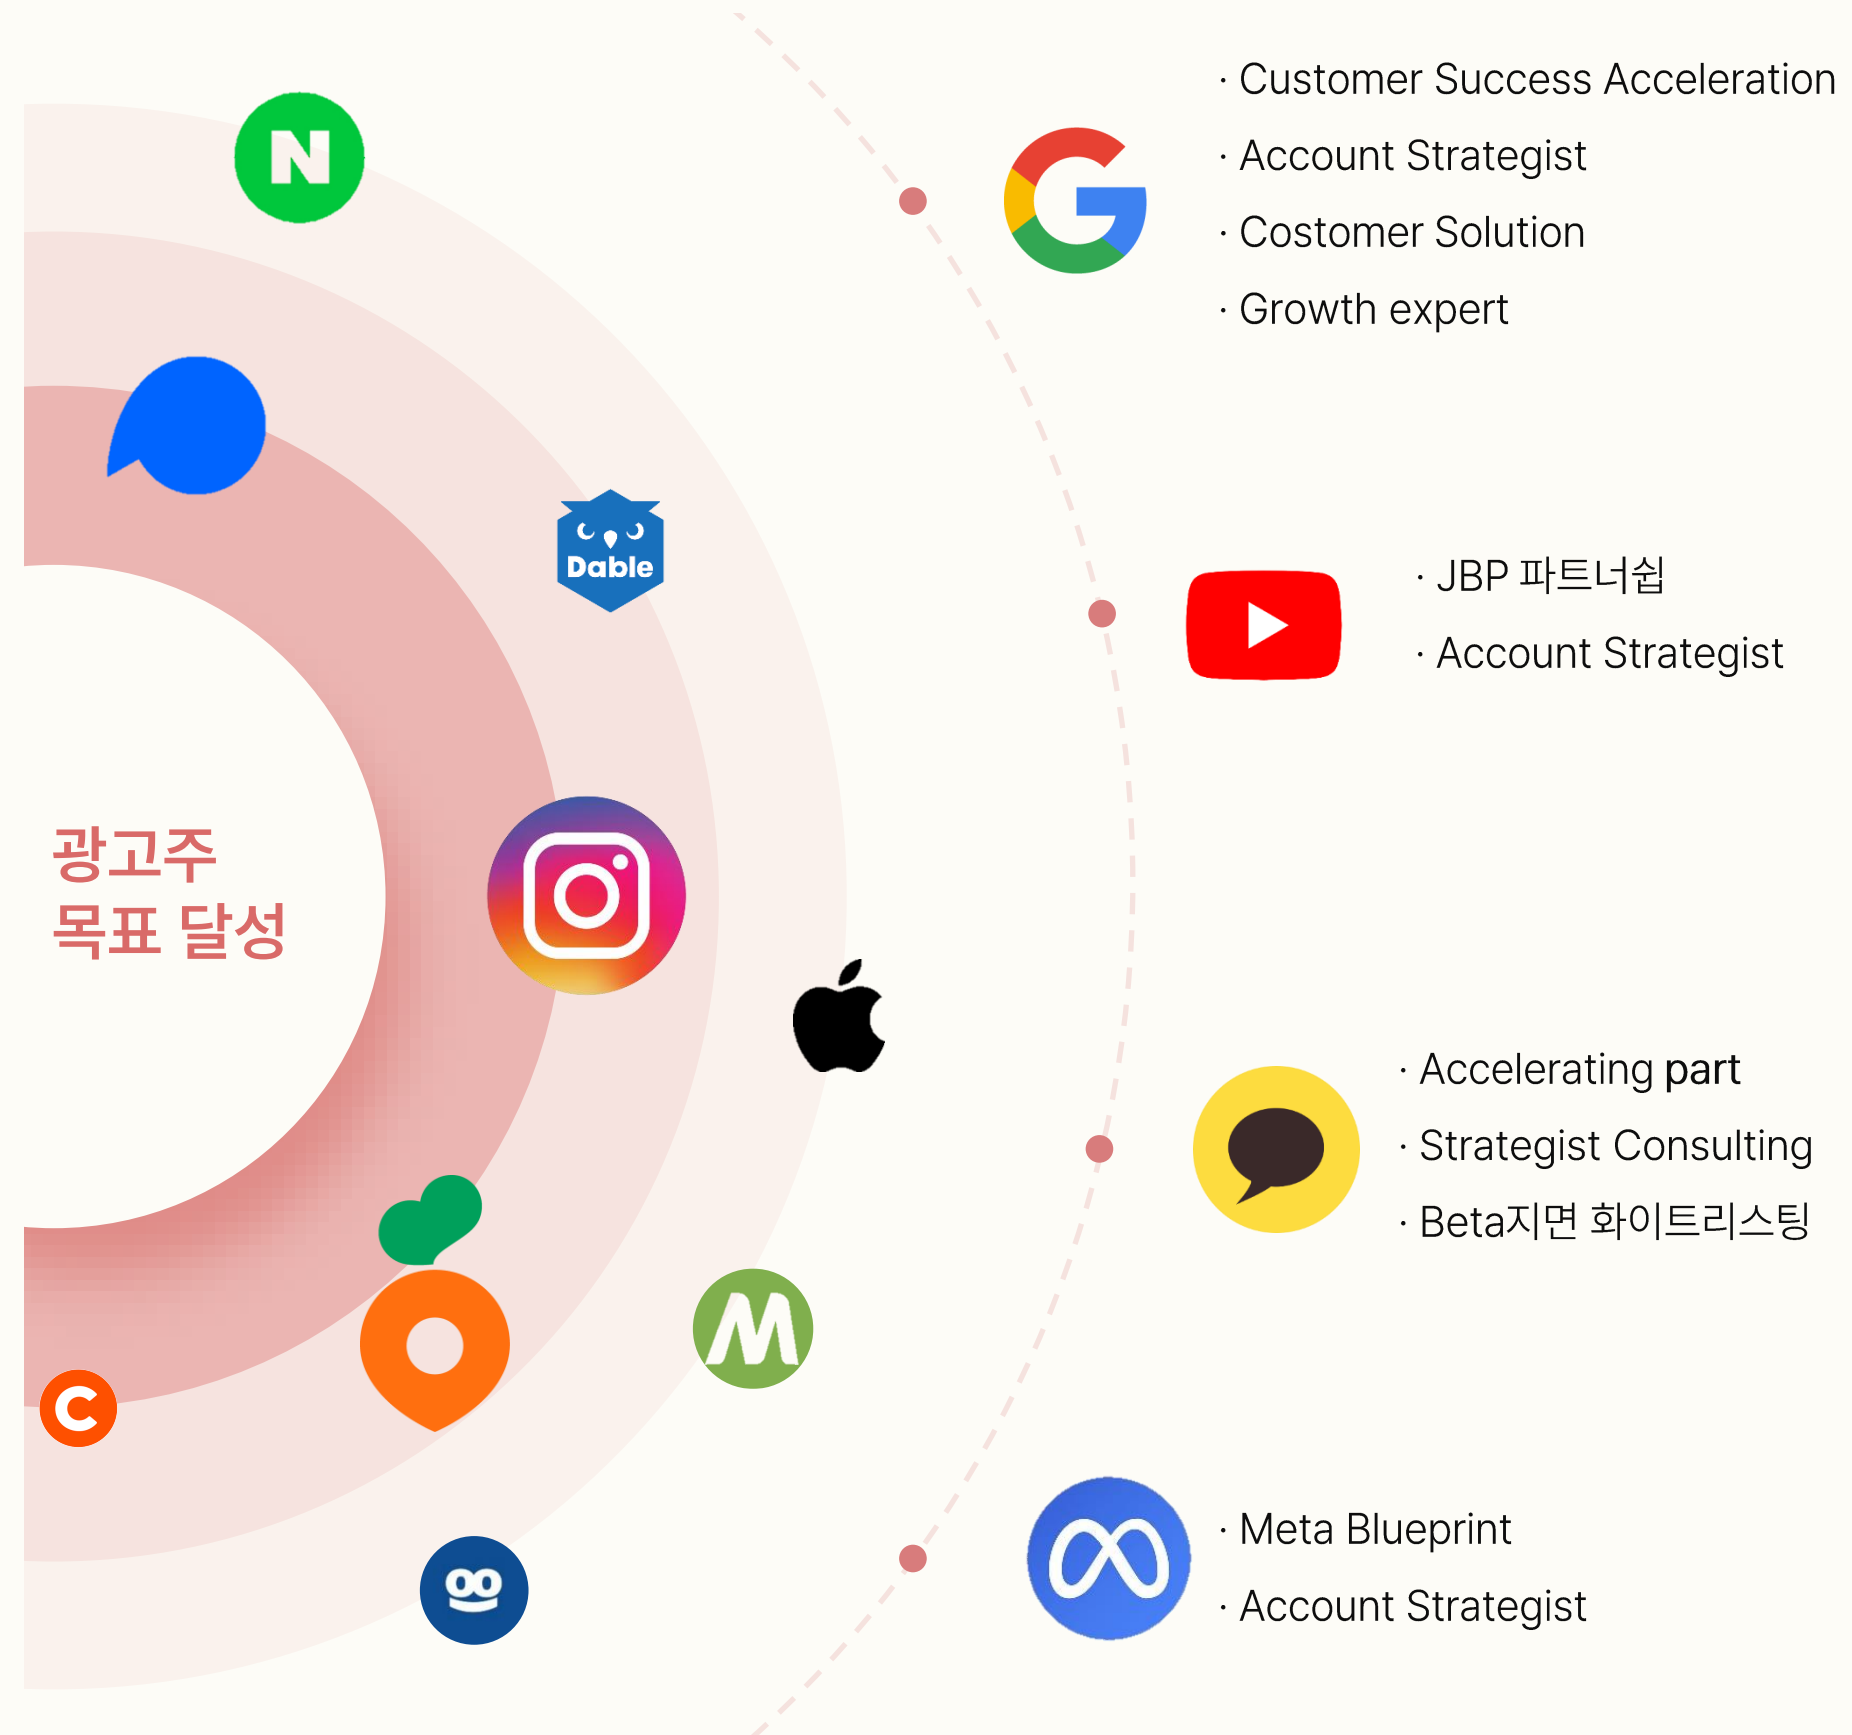 · Customer Success Acceleration
· Account Strategist
· Costomer Solution
· Growth expert
N
Dable
· JBP 파트너쉽
· Account Strategist
광고주
목표 달성
· Accelerating part
· Strategist Consulting
· Beta지면 화이트리스팅
M
C
· Meta Blueprint
· Account Strategist